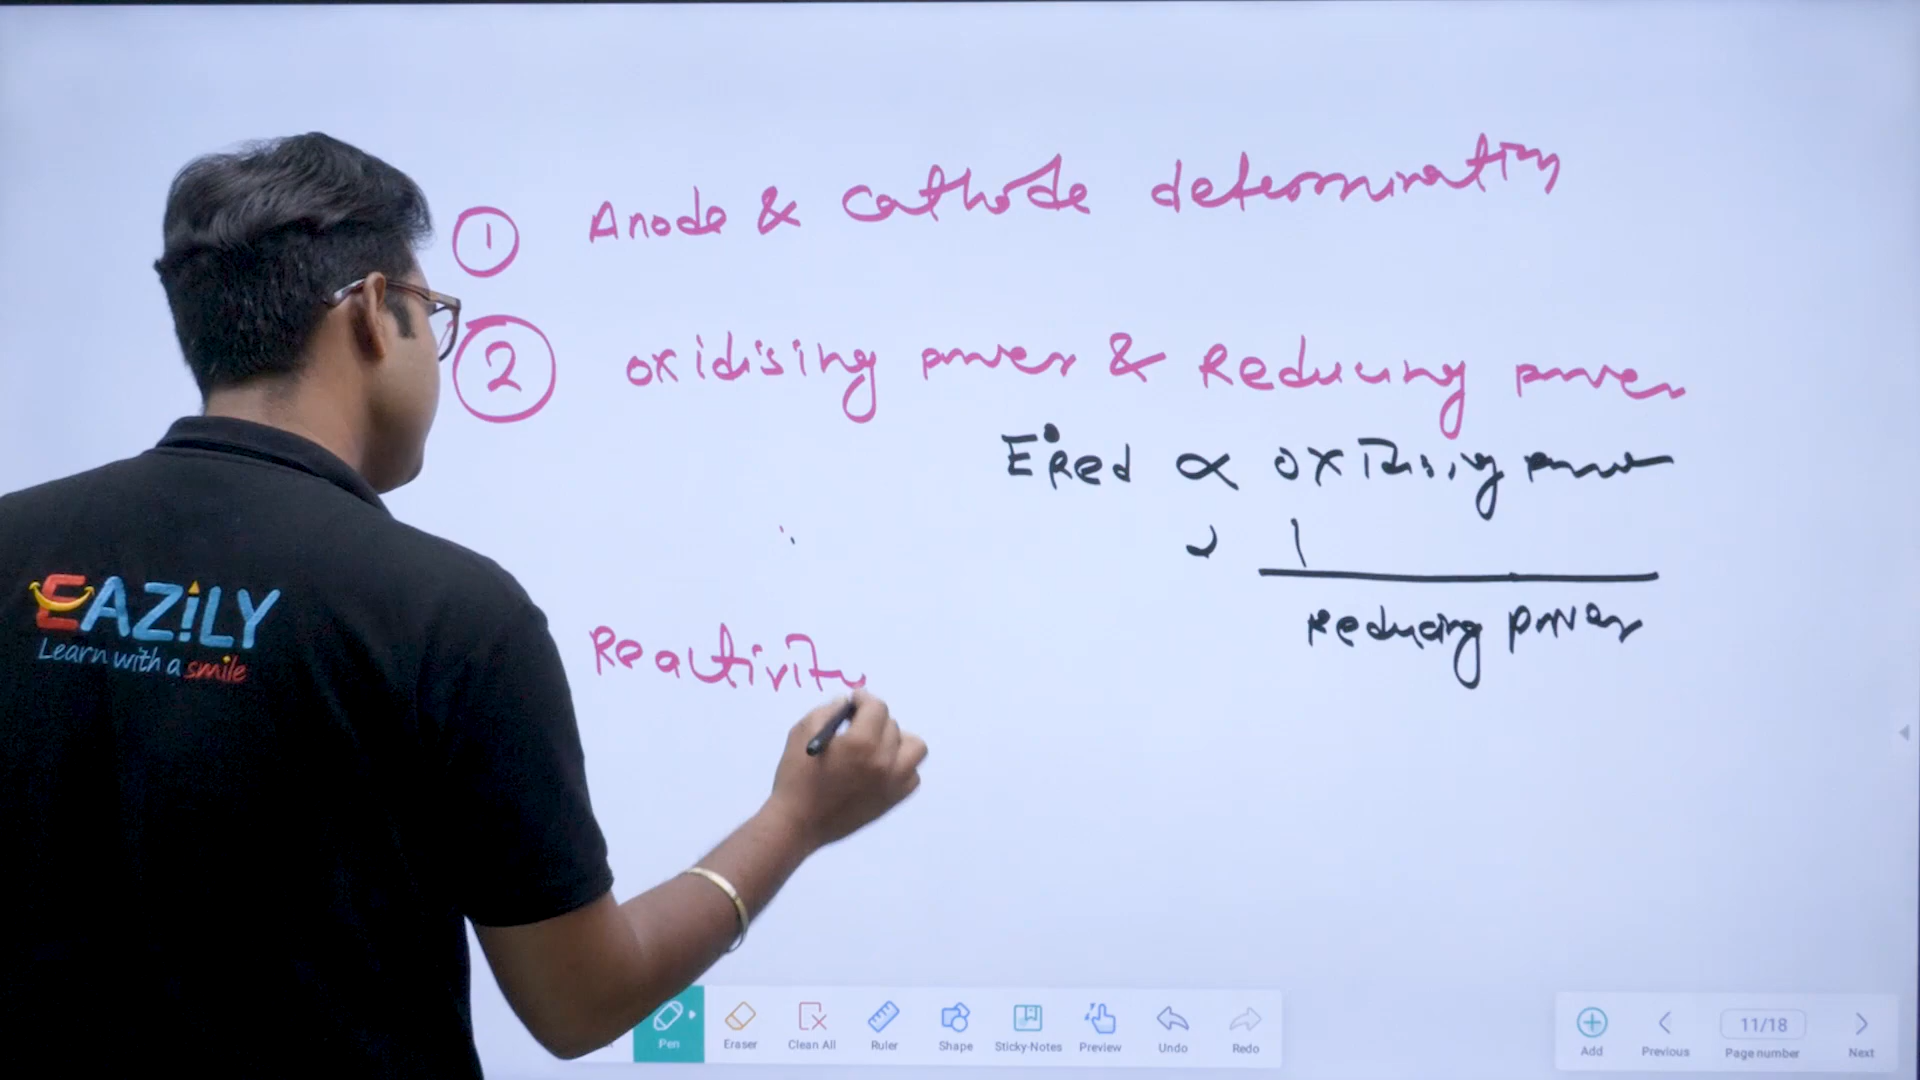 ① Anode & cathode determination
② oxidising power & Reducing power
E°Red ∝ oxidising power
∝ 1
Reducing power
Reactivity
EAZiLY
Learn with a smile
Pen
Eraser
Clean All
Ruler
Shape
Sticky-Notes
Preview
Undo
Redo
Add
Previous
11/18
Page number
Next